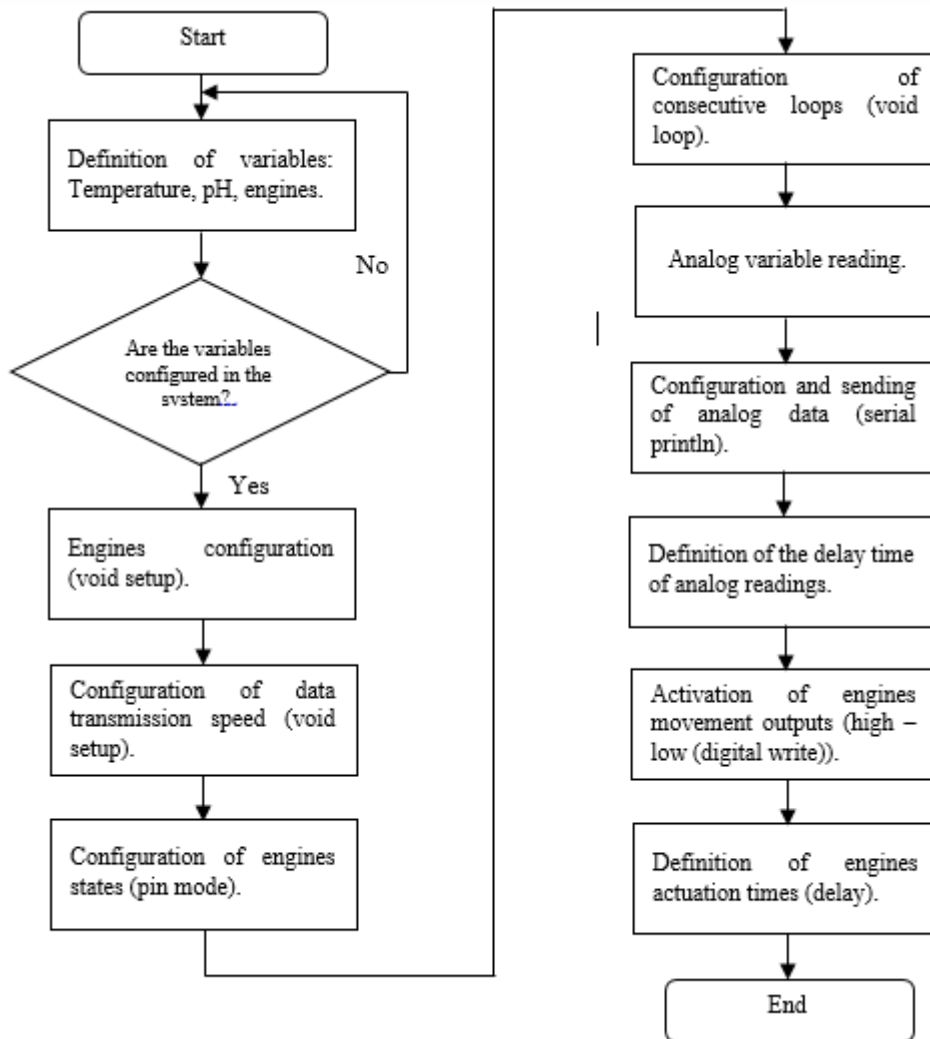 Start
Definition of variables:
Temperature, pH, engines.
No
Are the variables
configured in the
system?
Yes
Engines configuration
(void setup).
Configuration of data
transmission speed (void
setup).
Configuration of engines
states (pin mode).
Configuration of
consecutive loops (void
loop).
Analog variable reading.
Configuration and sending
of analog data (serial
println).
Definition of the delay time
of analog readings.
Activation of engines
movement outputs (high –
low (digital write)).
Definition of engines
actuation times (delay).
End